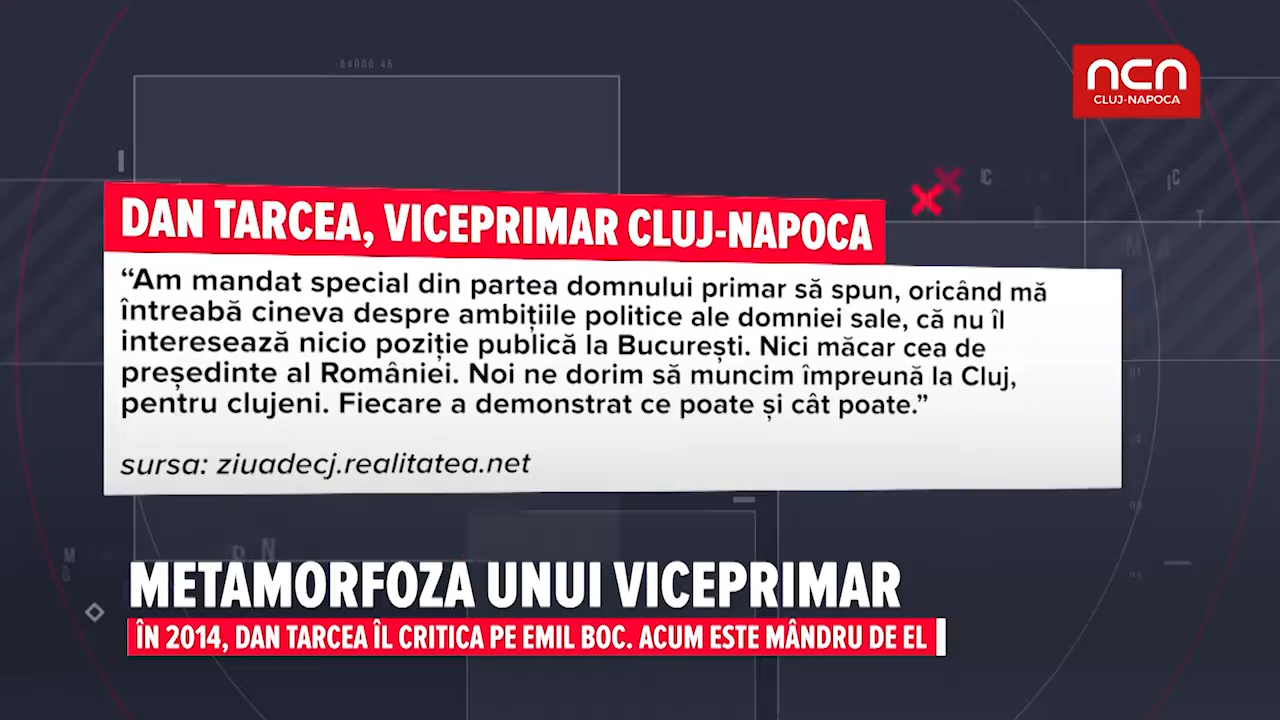 54000 45
ncn
CLUJ-NAPOCA
DAN TARCEA, VICEPRIMAR CLUJ-NAPOCA
“Am mandat special din partea domnului primar să spun, oricând mă
întreabă cineva despre ambițiile politice ale domniei sale, că nu îl
interesează nicio poziție publică la București. Nici măcar cea de
președinte al României. Noi ne dorim să muncim împreună la Cluj,
pentru clujeni. Fiecare a demonstrat ce poate și cât poate.”
sursa: ziuadecj.realitatea.net
METAMORFOZA UNUI VICEPRIMAR
ÎN 2014, DAN TARCEA ÎL CRITICA PE EMIL BOC. ACUM ESTE MÂNDRU DE EL